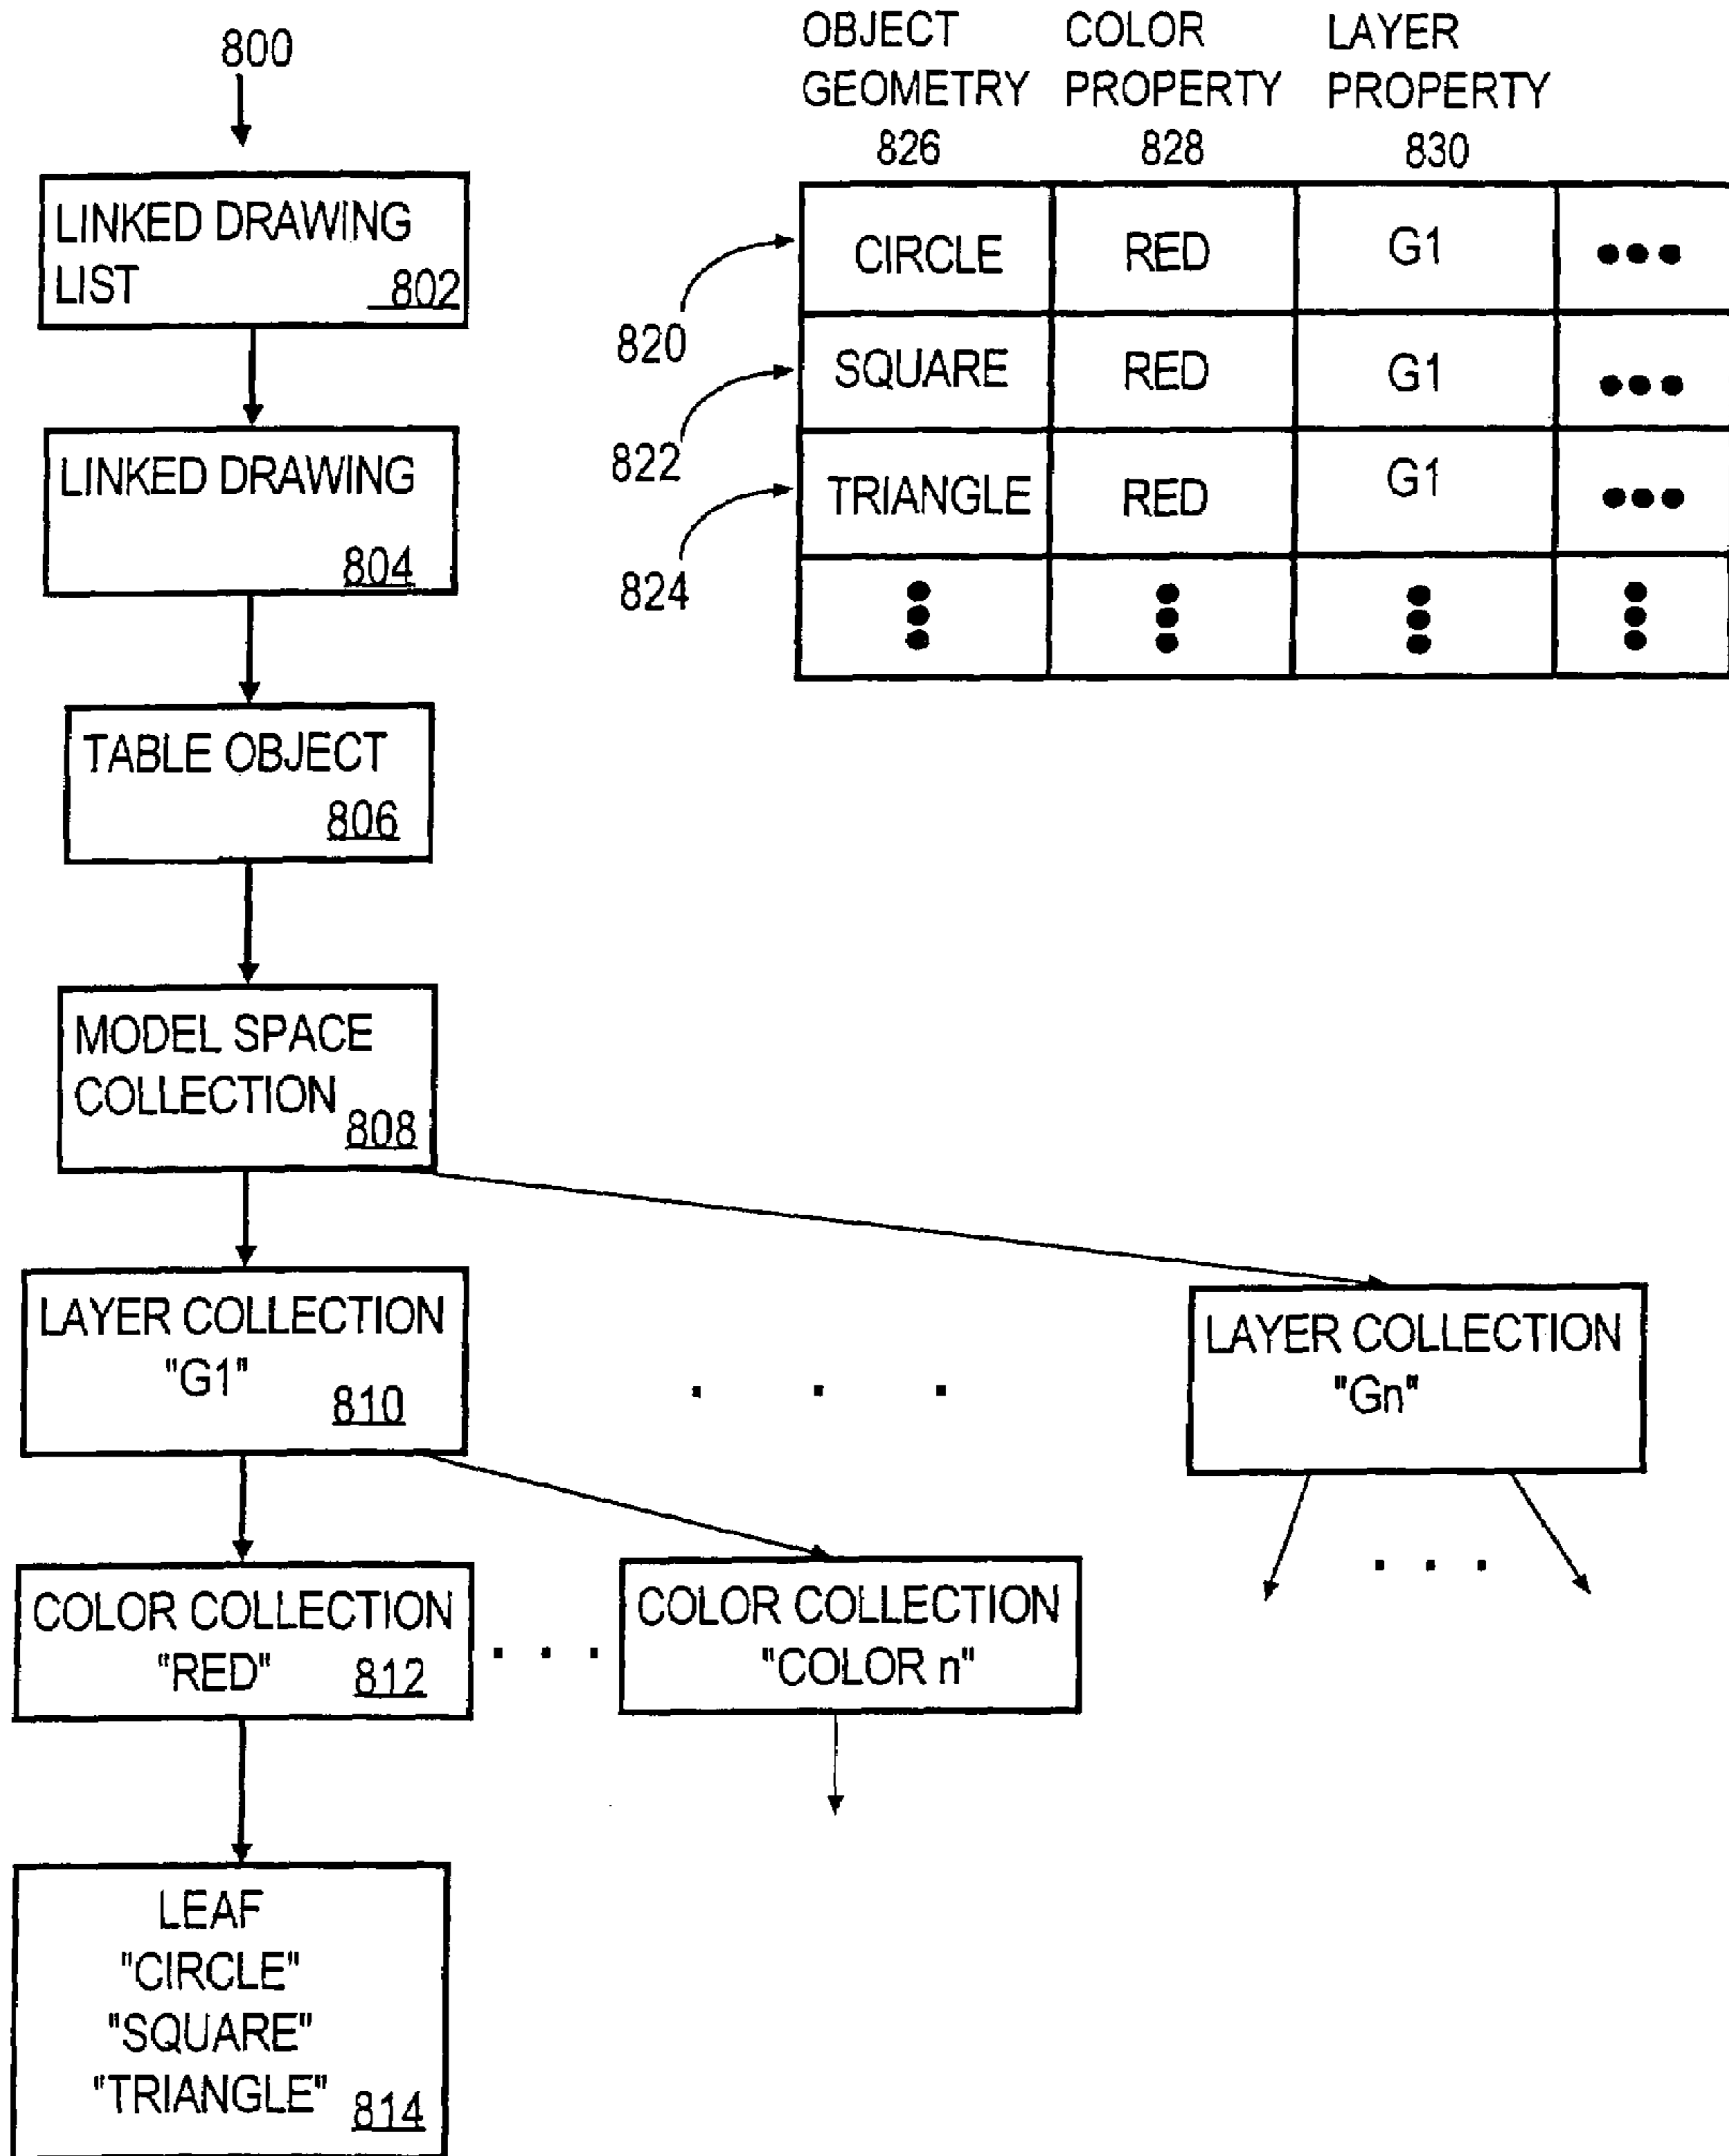 800
LINKED DRAWING
LIST 802
LINKED DRAWING
804
TABLE OBJECT
806
MODEL SPACE
COLLECTION 808
LAYER COLLECTION
"G1" 810
LAYER COLLECTION
"Gn"
COLOR COLLECTION
"RED" 812
COLOR COLLECTION
"COLOR n"
LEAF
"CIRCLE"
"SQUARE"
"TRIANGLE" 814
OBJECT COLOR LAYER
GEOMETRY PROPERTY PROPERTY
826 828 830
CIRCLE RED G1
820
SQUARE RED G1
822
TRIANGLE RED G1
824